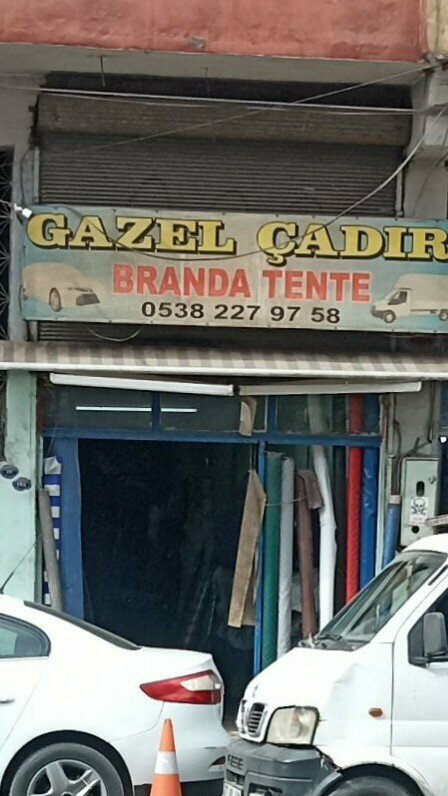 GAZEL ÇADIR
BRANDA TENTE
0538 227 97 58